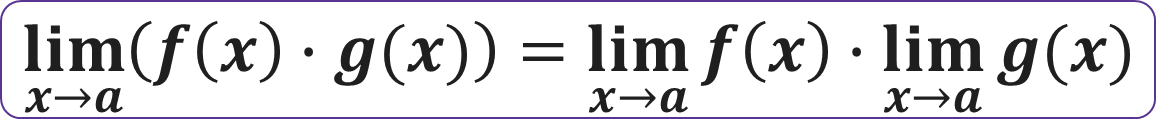 lim x→a (f(x) · g(x)) = lim x→a f(x) · lim x→a g(x)